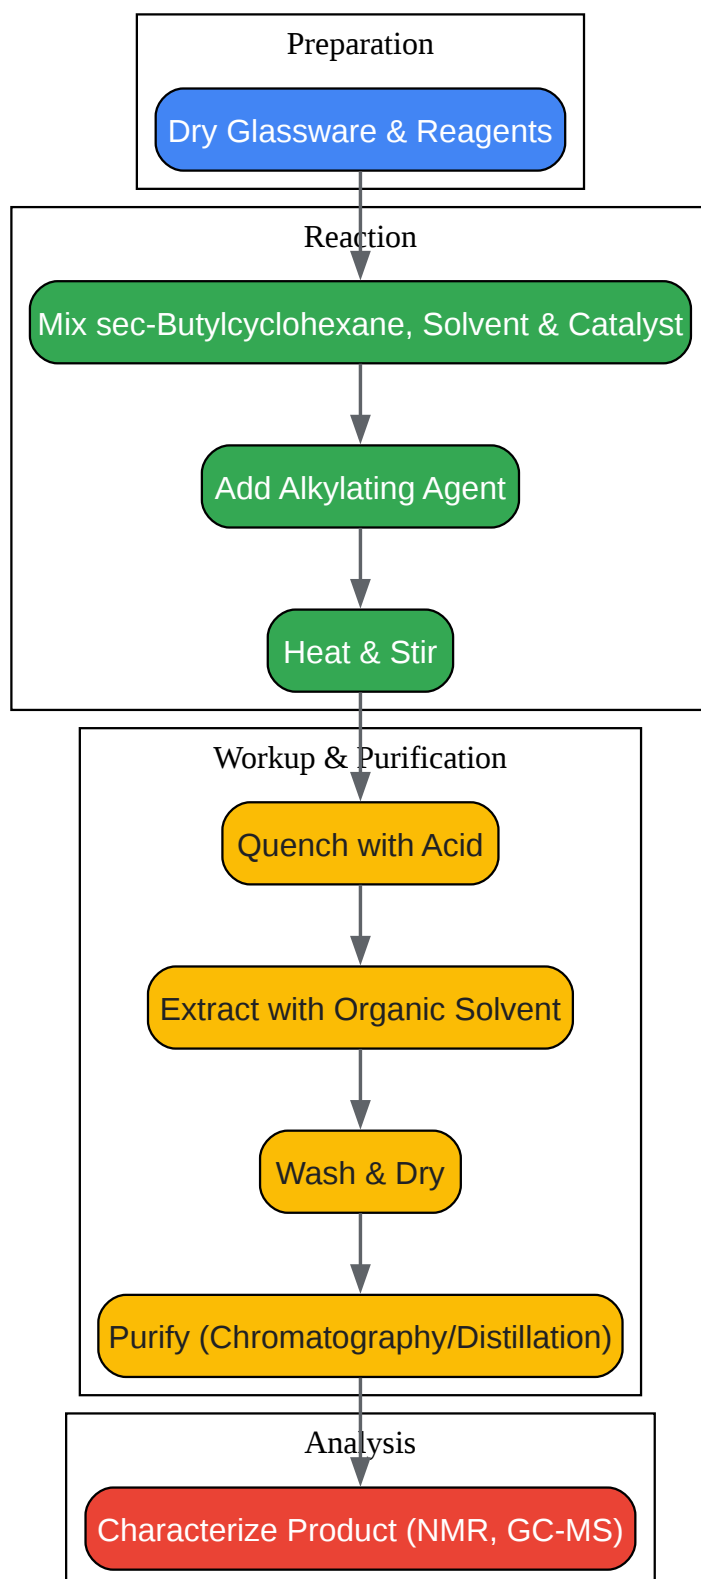 Preparation
Dry Glassware & Reagents
Reaction
Mix sec-Butylcyclohexane, Solvent & Catalyst
Add Alkylating Agent
Heat & Stir
Workup & Purification
Quench with Acid
Extract with Organic Solvent
Wash & Dry
Purify (Chromatography/Distillation)
Analysis
Characterize Product (NMR, GC-MS)